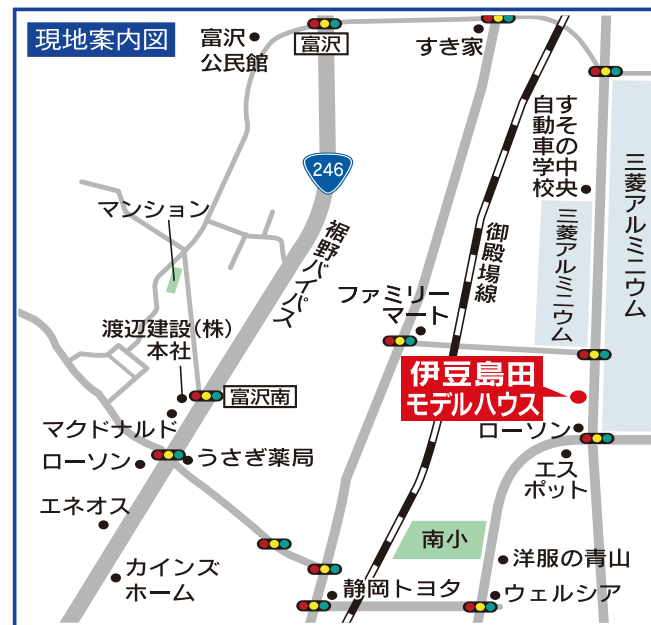 現地案内図
富沢
公民館
富沢
すき家
246
すその中央
自動車学校
三菱アルミニウム
三菱アルミニウム
マンション
裾野バイパス
御殿場線
ファミリー
マート
渡辺建設(株)
本社
富沢南
伊豆島田
モデルハウス
マクドナルド
ローソン
ローソン
うさぎ薬局
エス
ポット
エネオス
南小
洋服の青山
カインズ
ホーム
静岡トヨタ
ウェルシア